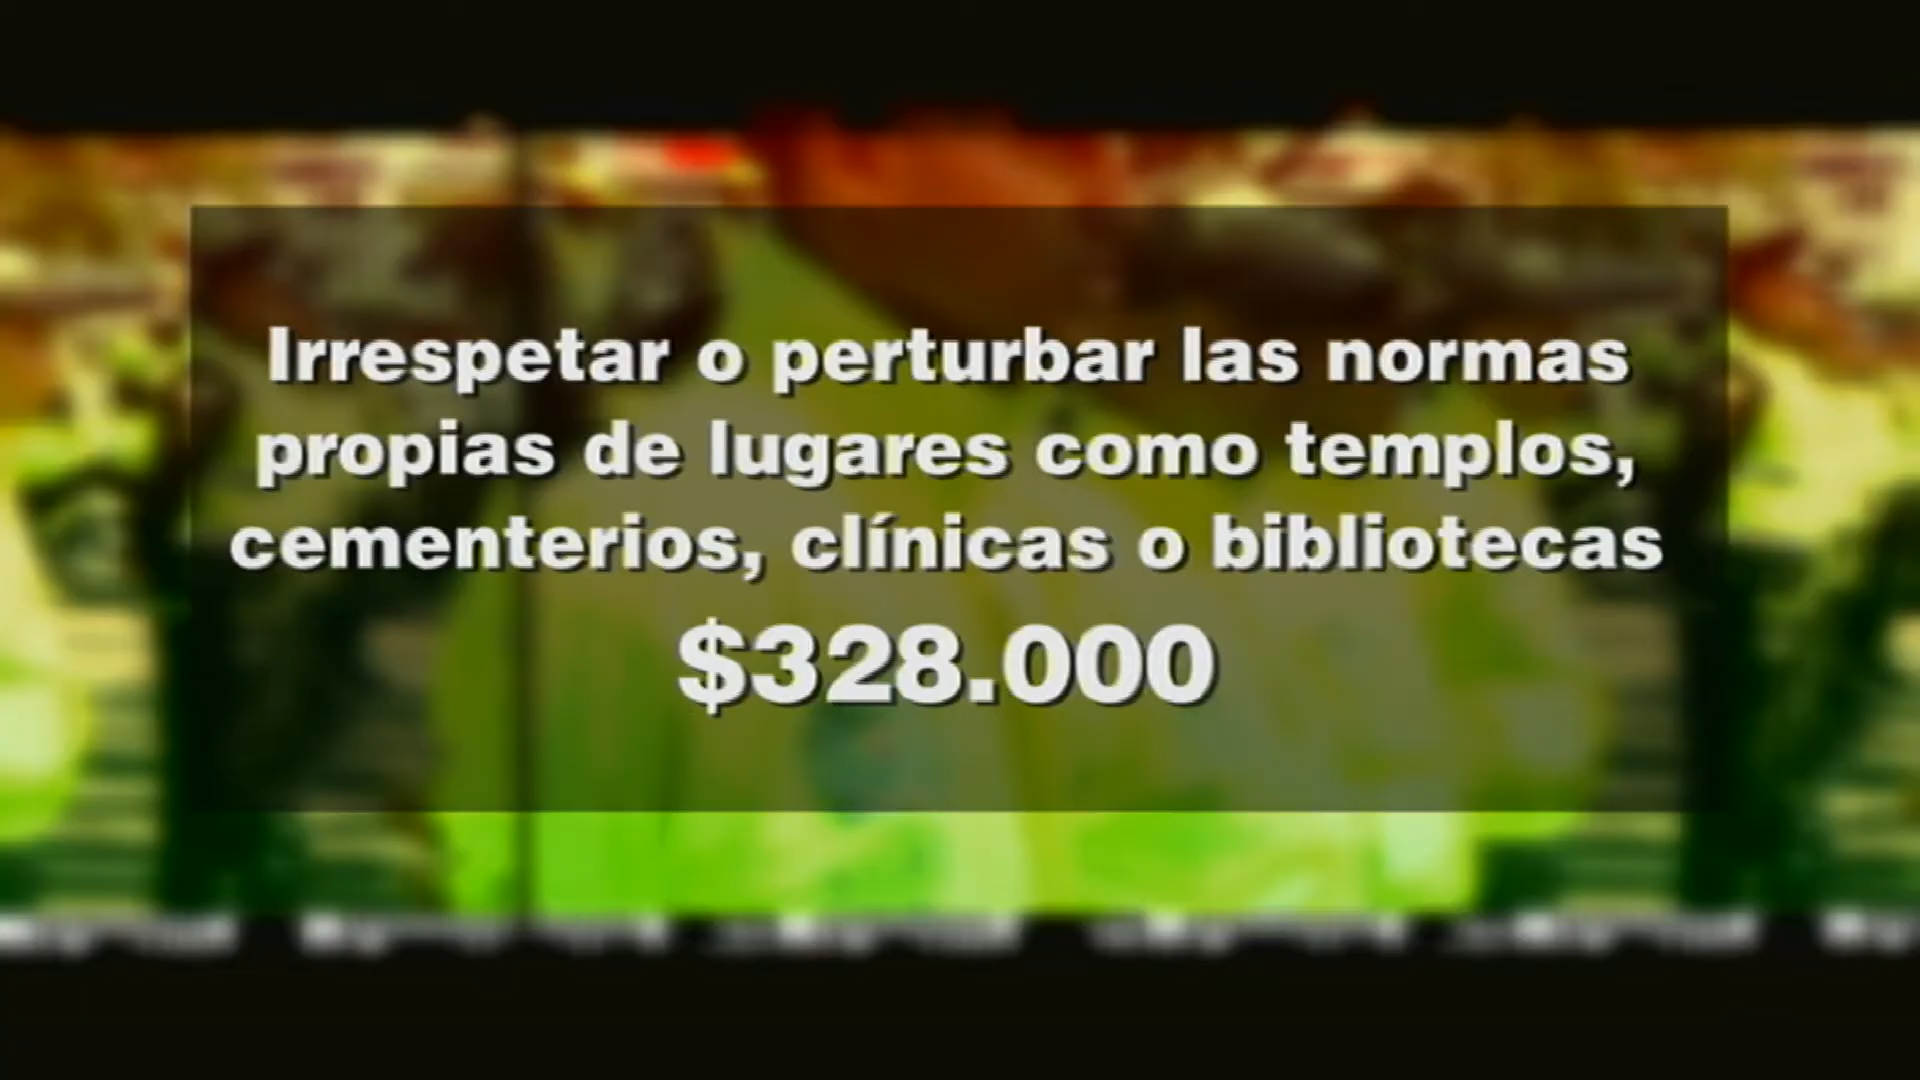 Irrespetar o perturbar las normas
propias de lugares como templos,
cementerios, clínicas o bibliotecas
$328.000